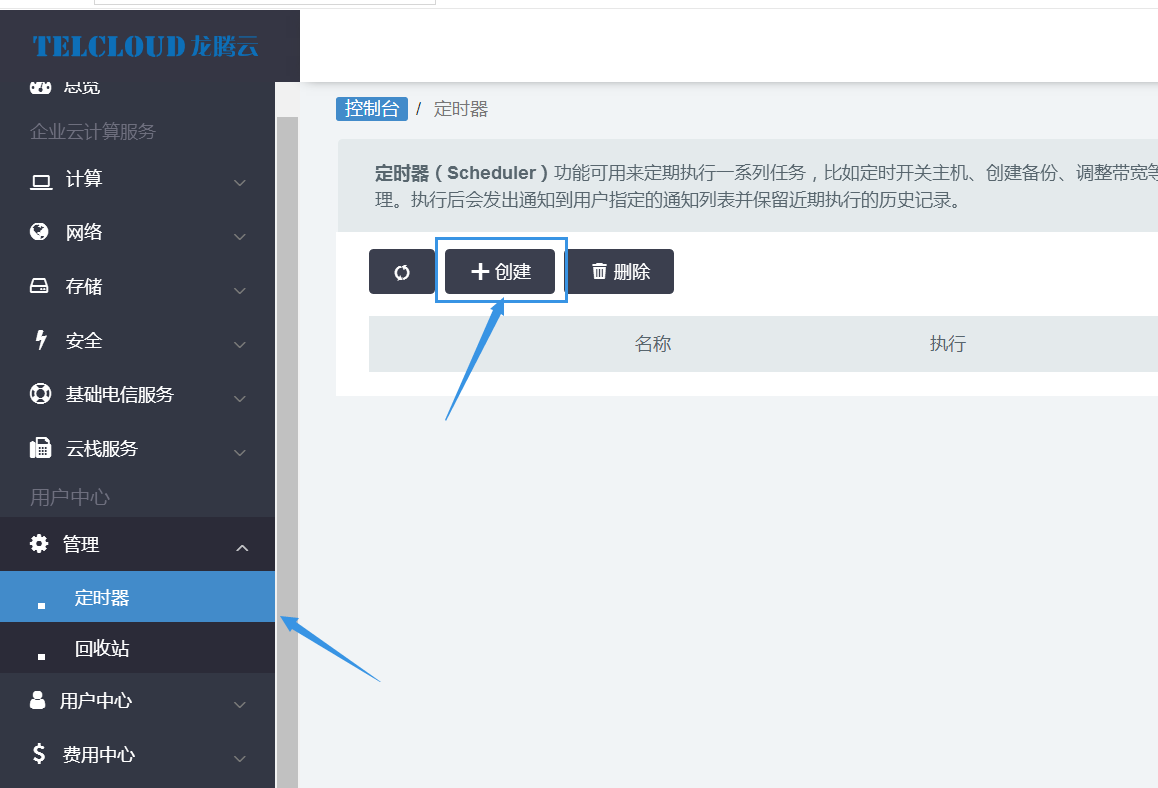 TELCLOUD 龙腾云
总览
企业云计算服务
计算
网络
存储
安全
基础电信服务
云栈服务
用户中心
管理
定时器
回收站
用户中心
费用中心
控制台 / 定时器
定时器（Scheduler）功能可用来定期执行一系列任务，比如定时开关主机、创建备份、调整带宽等
理。执行后会发出通知到用户指定的通知列表并保留近期执行的历史记录。
创建
删除
名称 执行